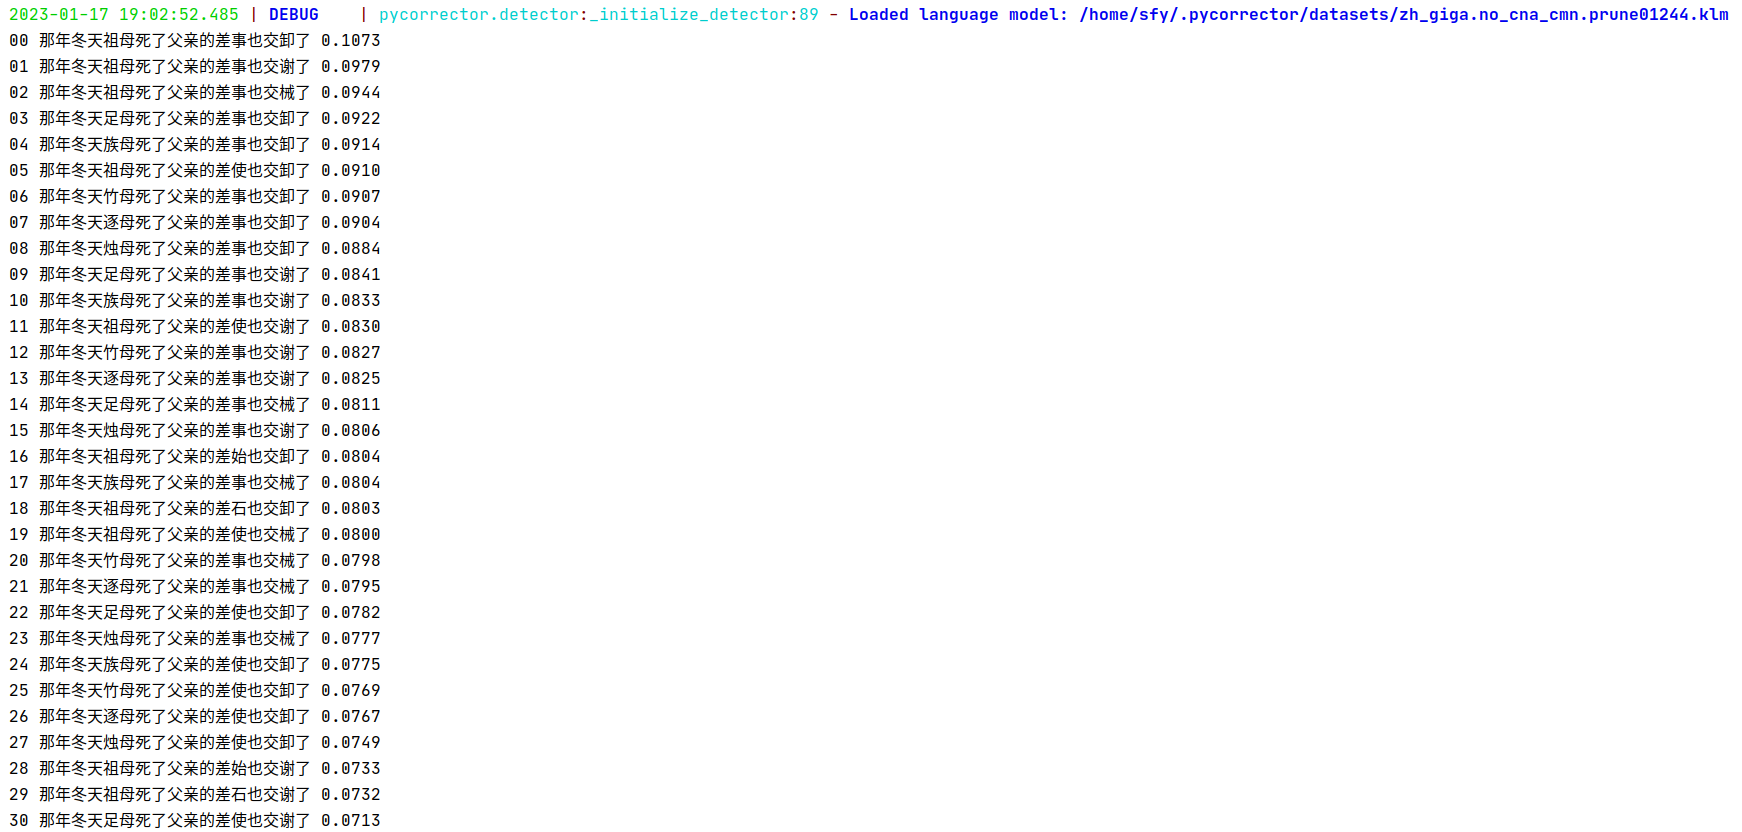 2023-01-17 19:02:52.485 | DEBUG    | pycorrector.detector:_initialize_detector:89 - Loaded language model: /home/sfy/.pycorrector/datasets/zh_giga.no_cna_cmn.prune01244.klm
00 那年冬天祖母死了父亲的差事也交卸了 0.1073
01 那年冬天祖母死了父亲的差事也交谢了 0.0979
02 那年冬天祖母死了父亲的差事也交械了 0.0944
03 那年冬天足母死了父亲的差事也交卸了 0.0922
04 那年冬天族母死了父亲的差事也交卸了 0.0914
05 那年冬天祖母死了父亲的差使也交卸了 0.0910
06 那年冬天竹母死了父亲的差事也交卸了 0.0907
07 那年冬天逐母死了父亲的差事也交卸了 0.0904
08 那年冬天烛母死了父亲的差事也交卸了 0.0884
09 那年冬天足母死了父亲的差事也交谢了 0.0841
10 那年冬天族母死了父亲的差事也交谢了 0.0833
11 那年冬天祖母死了父亲的差使也交谢了 0.0830
12 那年冬天竹母死了父亲的差事也交谢了 0.0827
13 那年冬天逐母死了父亲的差事也交谢了 0.0825
14 那年冬天足母死了父亲的差事也交械了 0.0811
15 那年冬天烛母死了父亲的差事也交谢了 0.0806
16 那年冬天祖母死了父亲的差始也交卸了 0.0804
17 那年冬天族母死了父亲的差事也交械了 0.0804
18 那年冬天祖母死了父亲的差石也交卸了 0.0803
19 那年冬天祖母死了父亲的差使也交械了 0.0800
20 那年冬天竹母死了父亲的差事也交械了 0.0798
21 那年冬天逐母死了父亲的差事也交械了 0.0795
22 那年冬天足母死了父亲的差使也交卸了 0.0782
23 那年冬天烛母死了父亲的差事也交械了 0.0777
24 那年冬天族母死了父亲的差使也交卸了 0.0775
25 那年冬天竹母死了父亲的差使也交卸了 0.0769
26 那年冬天逐母死了父亲的差使也交卸了 0.0767
27 那年冬天烛母死了父亲的差使也交卸了 0.0749
28 那年冬天祖母死了父亲的差始也交谢了 0.0733
29 那年冬天祖母死了父亲的差石也交谢了 0.0732
30 那年冬天足母死了父亲的差使也交谢了 0.0713